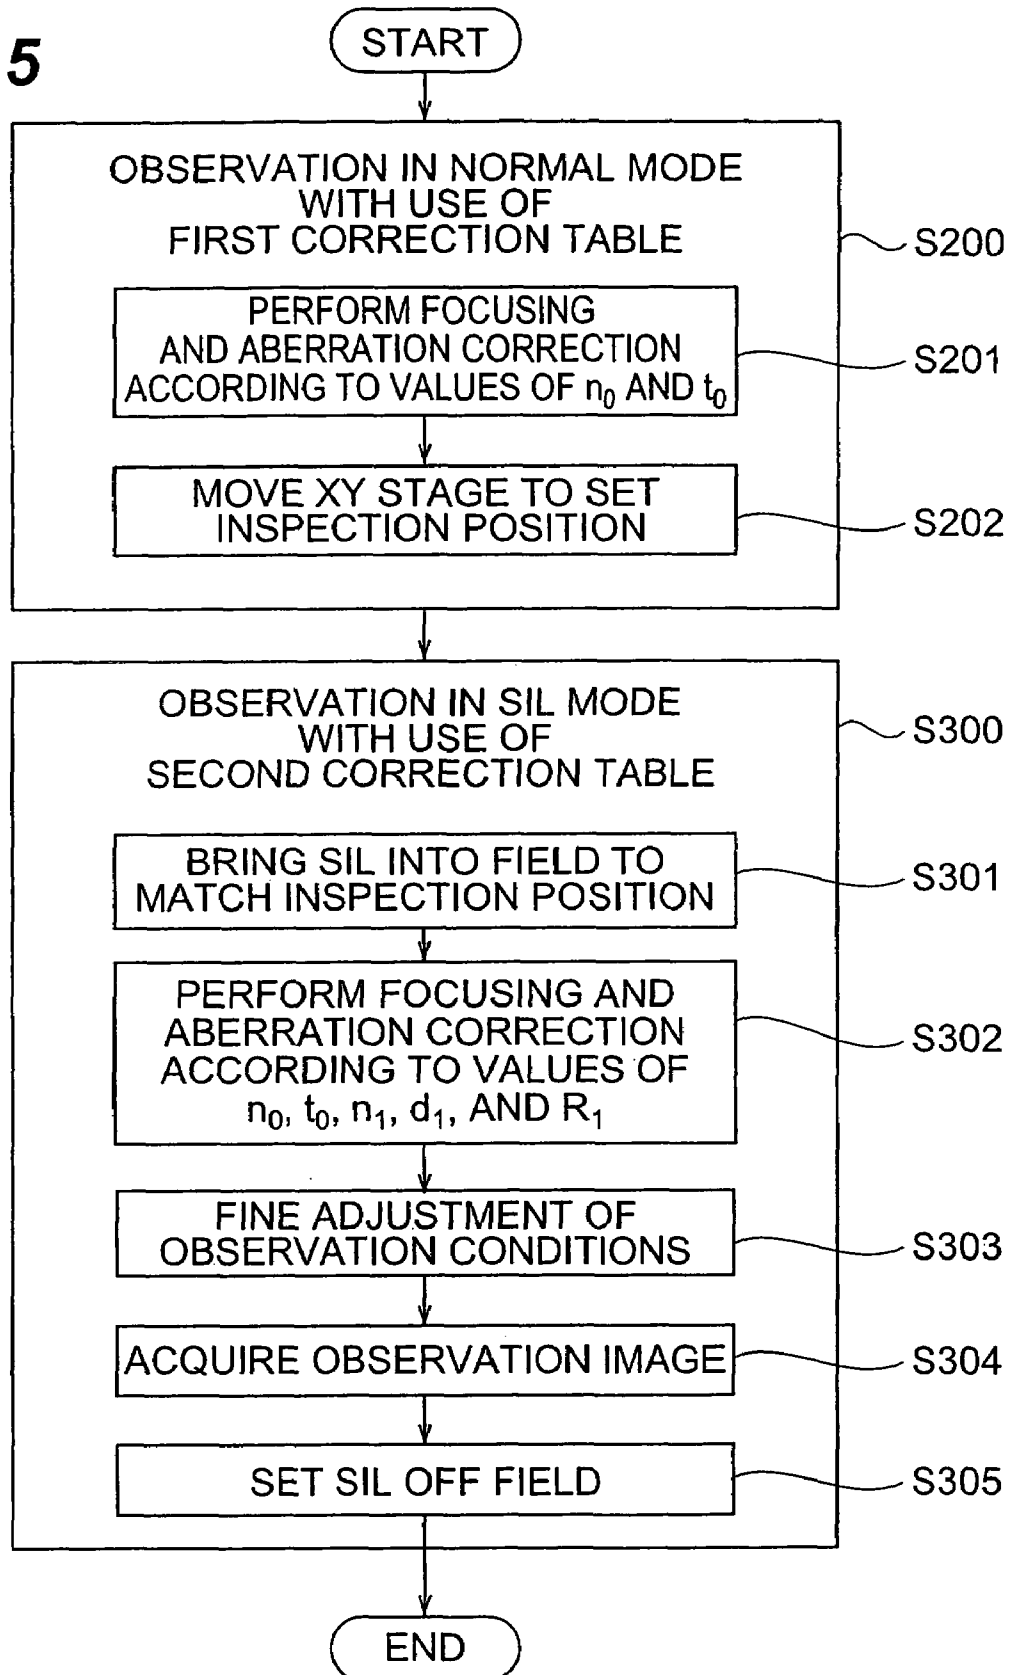 5
START
OBSERVATION IN NORMAL MODE
WITH USE OF
FIRST CORRECTION TABLE
S200
PERFORM FOCUSING
AND ABERRATION CORRECTION
ACCORDING TO VALUES OF n₀ AND t₀
S201
MOVE XY STAGE TO SET
INSPECTION POSITION
S202
OBSERVATION IN SIL MODE
WITH USE OF
SECOND CORRECTION TABLE
S300
BRING SIL INTO FIELD TO
MATCH INSPECTION POSITION
S301
PERFORM FOCUSING AND
ABERRATION CORRECTION
ACCORDING TO VALUES OF
n₀, t₀, n₁, d₁, AND R₁
S302
FINE ADJUSTMENT OF
OBSERVATION CONDITIONS
S303
ACQUIRE OBSERVATION IMAGE
S304
SET SIL OFF FIELD
S305
END